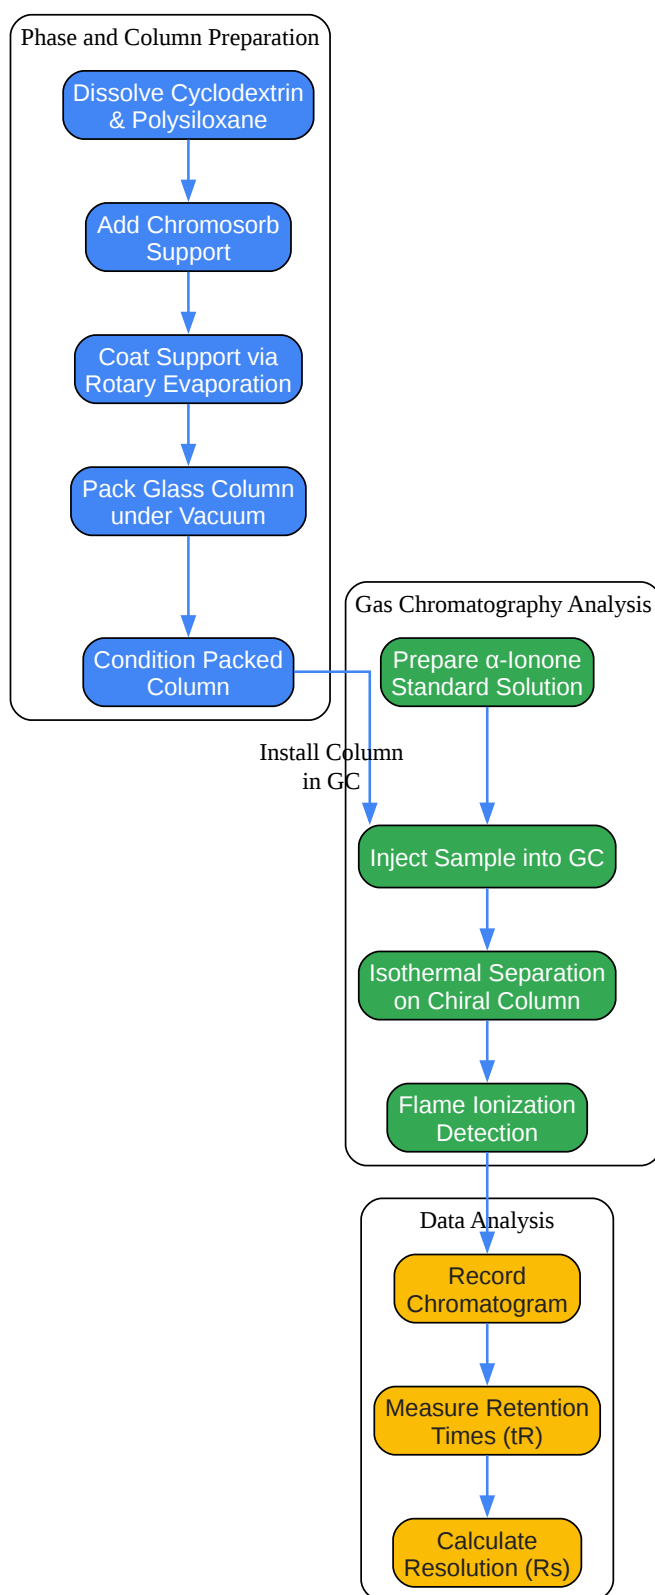 Phase and Column Preparation
Dissolve Cyclodextrin
& Polysiloxane
Add Chromosorb
Support
Coat Support via
Rotary Evaporation
Pack Glass Column
under Vacuum
Condition Packed
Column
Install Column
in GC
Gas Chromatography Analysis
Prepare α-Ionone
Standard Solution
Inject Sample into GC
Isothermal Separation
on Chiral Column
Flame Ionization
Detection
Data Analysis
Record
Chromatogram
Measure Retention
Times (tR)
Calculate
Resolution (Rs)